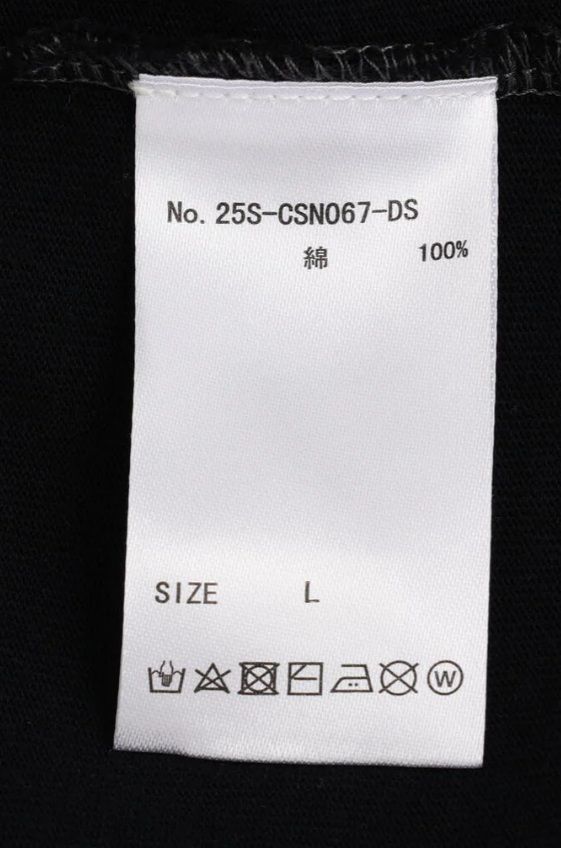 No. 25S-CSN067-DS
綿 100%
SIZE L
W